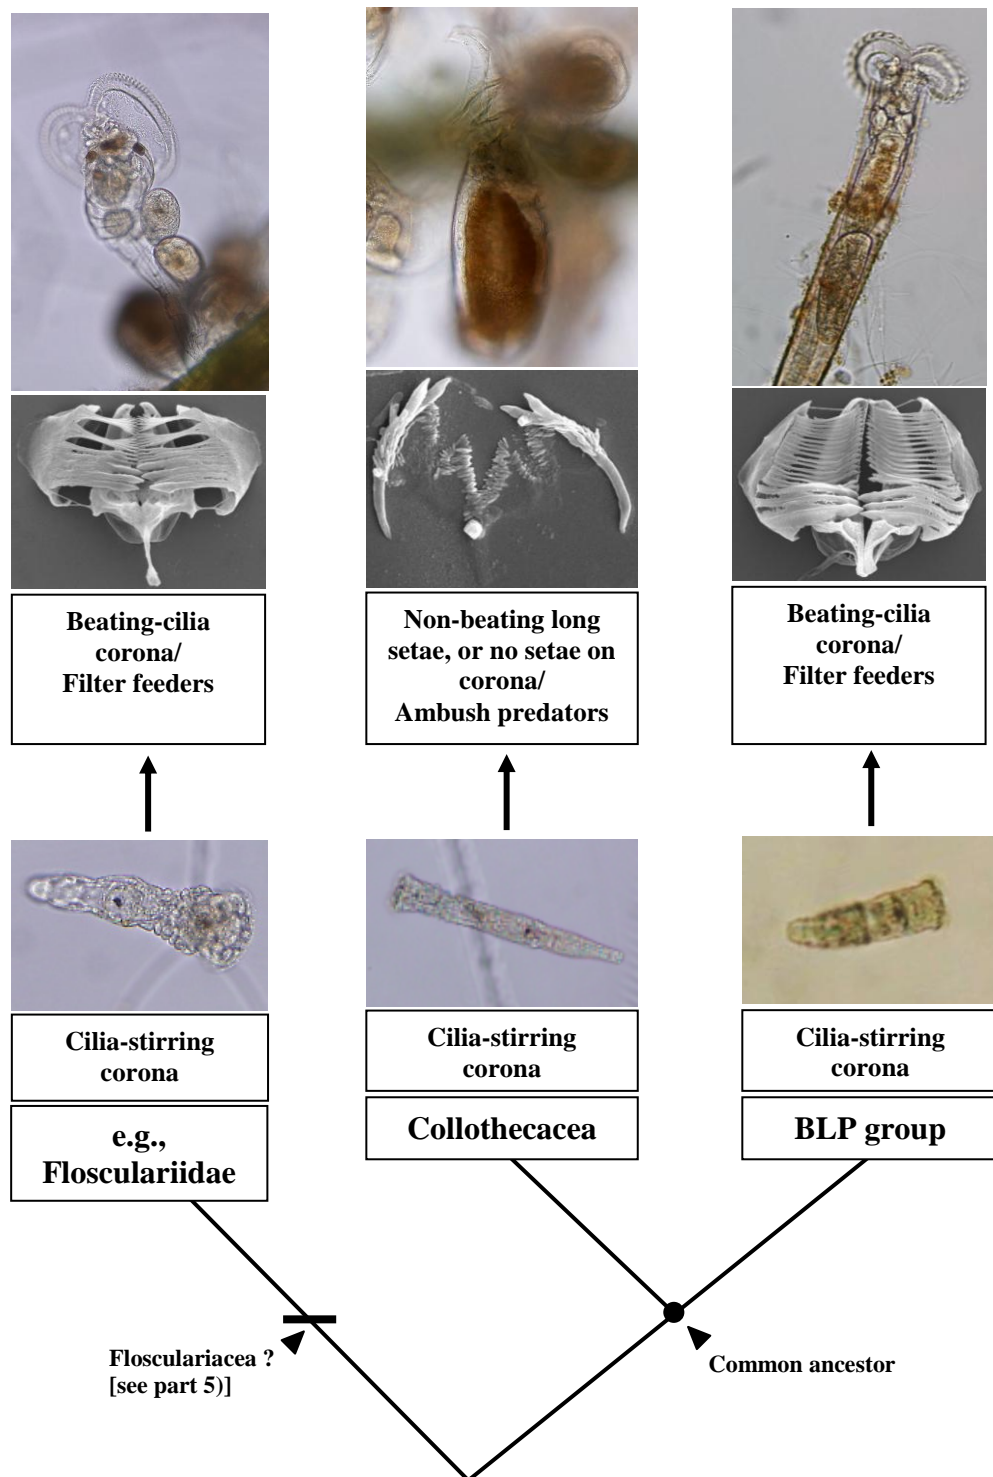 Beating-cilia
corona/
Filter feeders
Non-beating long
setae, or no setae on
corona/
Ambush predators
Beating-cilia
corona/
Filter feeders
Cilia-stirring
corona
Cilia-stirring
corona
Cilia-stirring
corona
e.g.,
Flosculariidae
Collothecacea
BLP group
Flosculariacea ?
[see part 5)]
Common ancestor